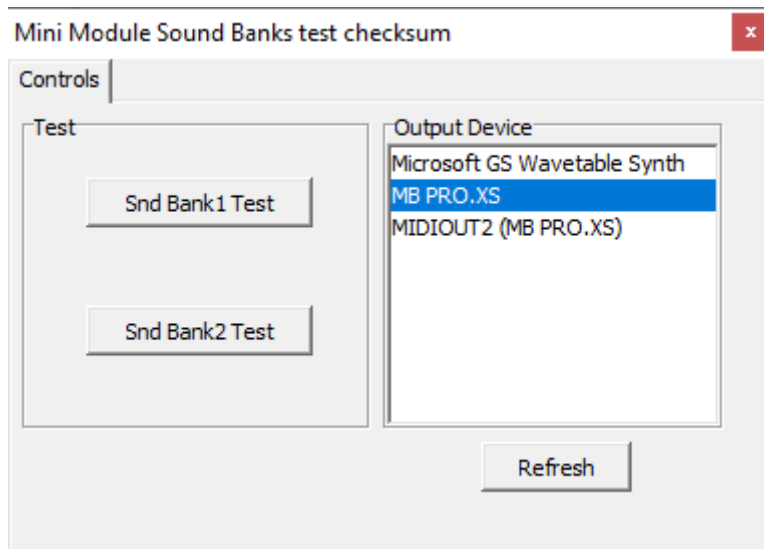 Mini Module Sound Banks test checksum
x
Controls
Test
Snd Bank1 Test
Snd Bank2 Test
Output Device
Microsoft GS Wavetable Synth
MB PRO.XS
MIDIOUT2 (MB PRO.XS)
Refresh